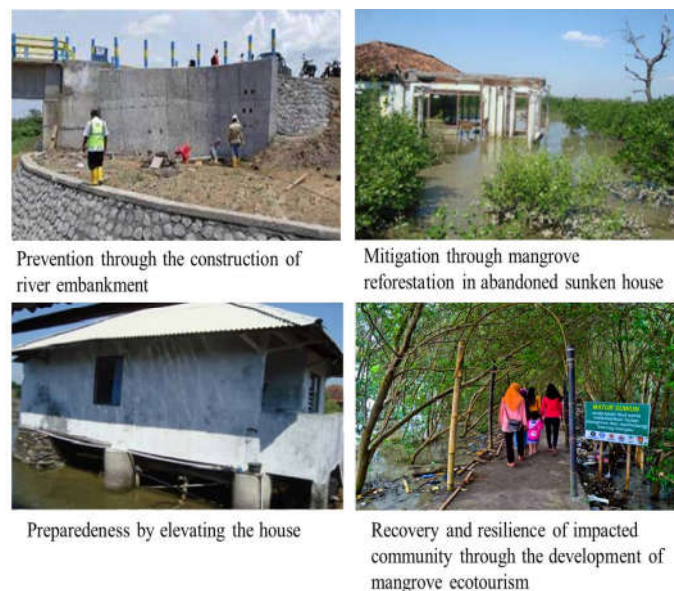 Prevention through the construction of
river embankment
Mitigation through mangrove
reforestation in abandoned sunken house
Preparedeness by elevating the house
MATUR SUWUN
Recovery and resilience of impacted
community through the development of
mangrove ecotourism